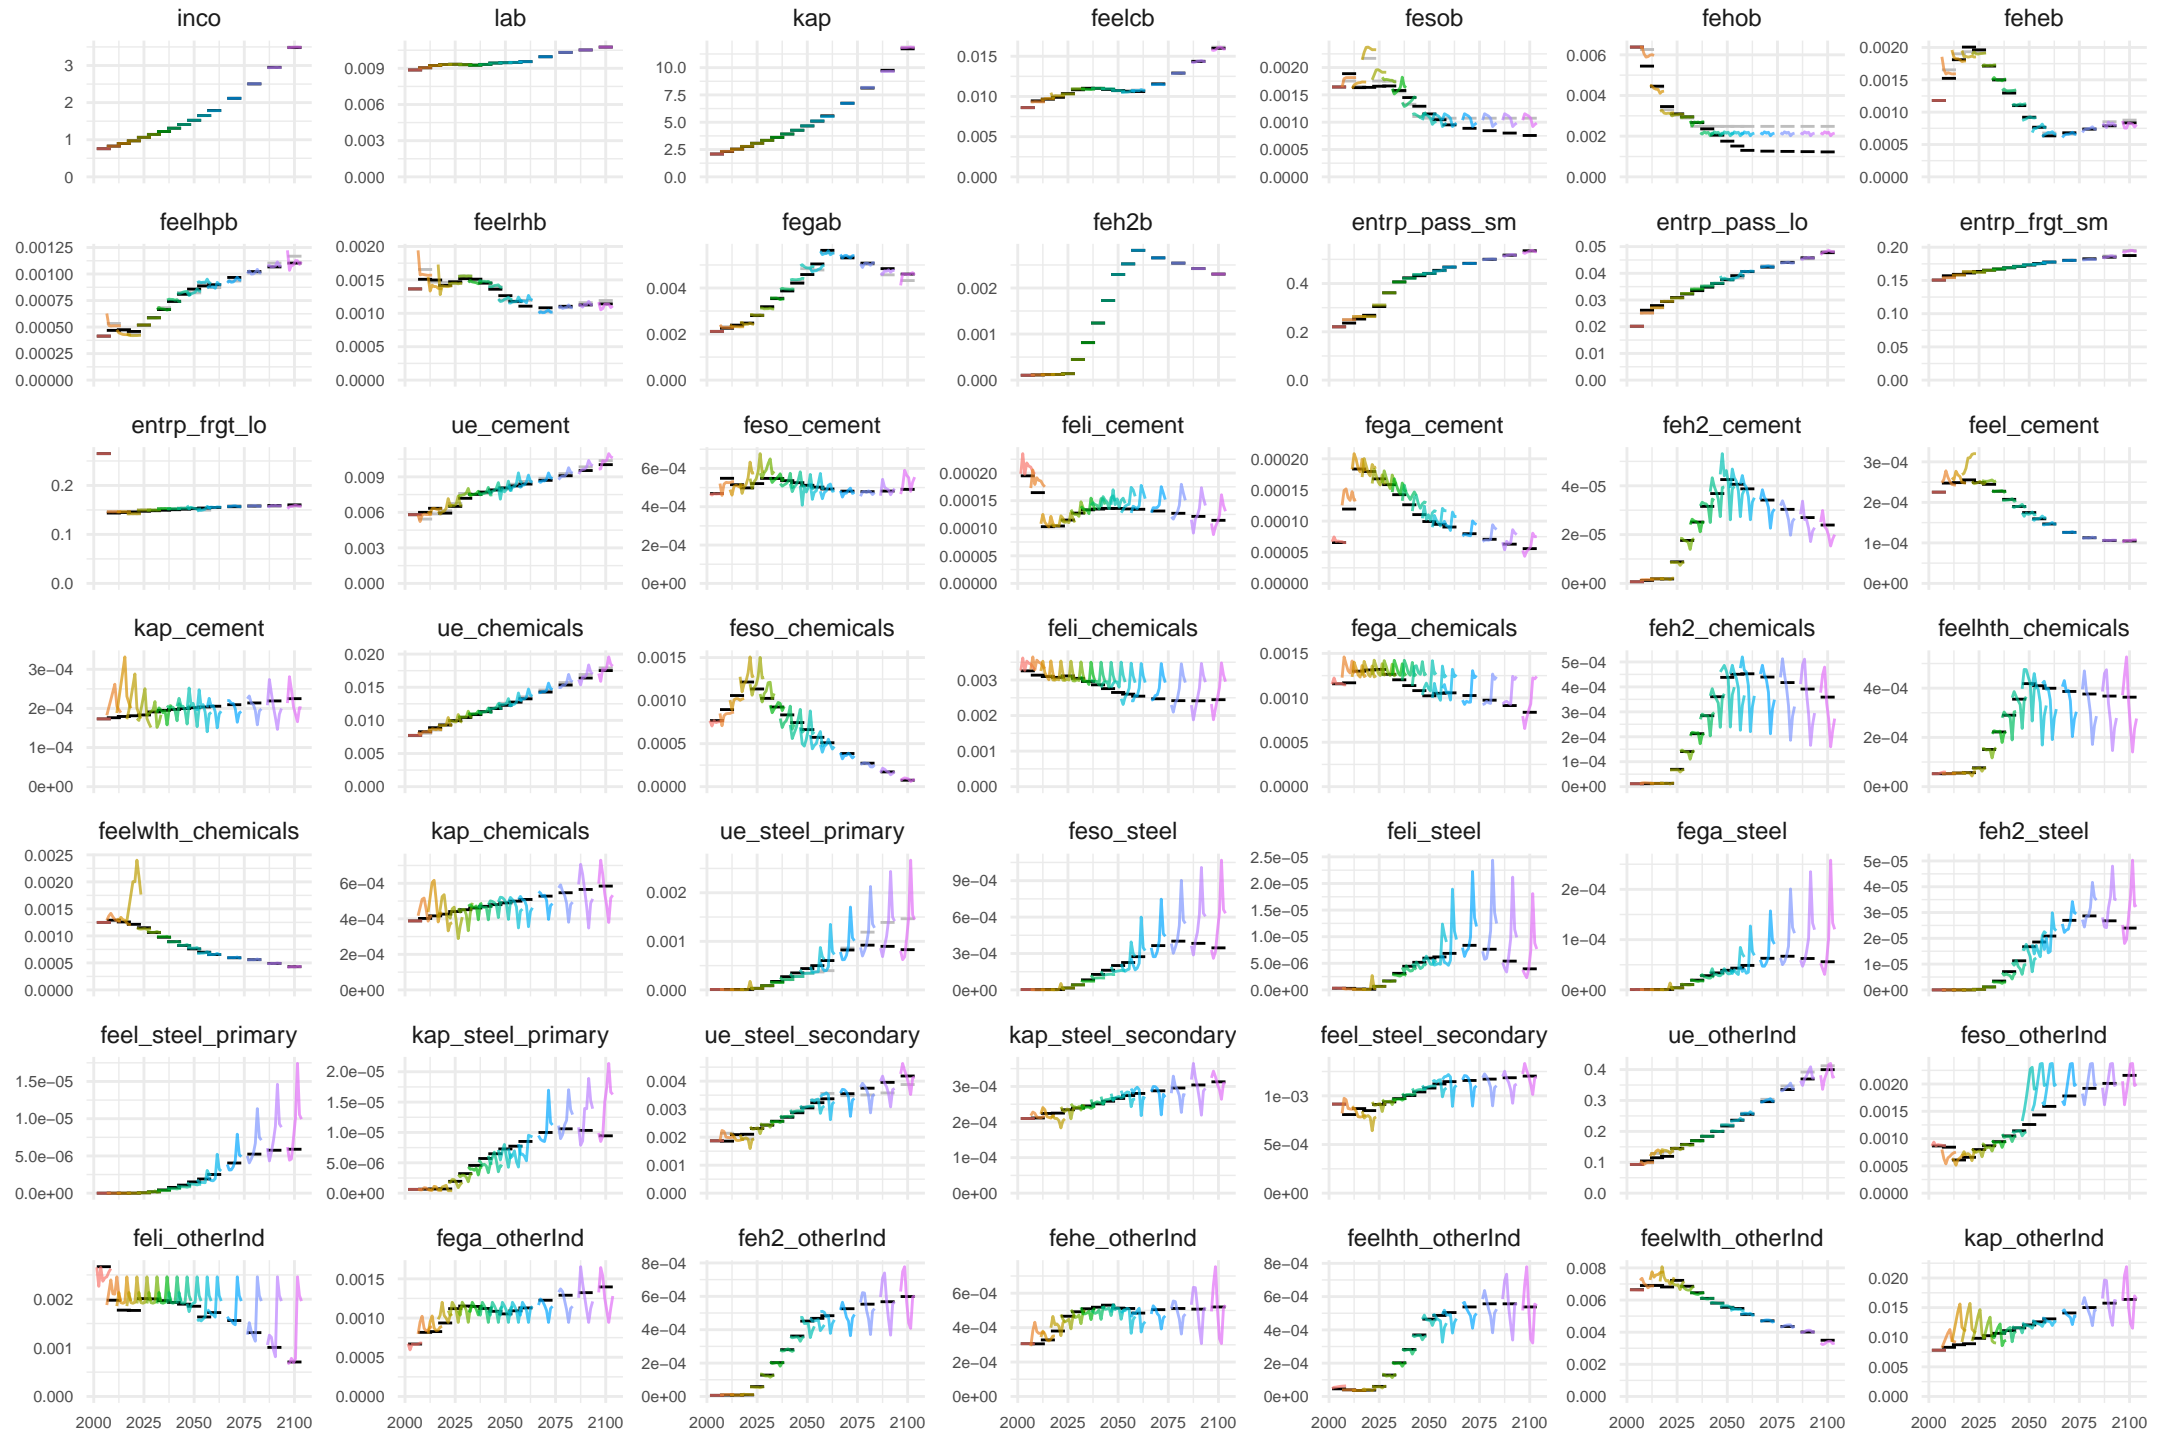 inco lab kap feelcb fesob fehob feheb
3 2 1 0
0.009 0.006 0.003 0.000
10.0 7.5 5.0 2.5 0.0
0.015 0.010 0.005 0.000
0.0020 0.0015 0.0010 0.0005 0.0000
0.006 0.004 0.002 0.000
0.0020 0.0015 0.0010 0.0005 0.0000
feelhpb feelrhb fegab feh2b entrp_pass_sm entrp_pass_lo entrp_frgt_sm
0.00125 0.00100 0.00075 0.00050 0.00025 0.00000
0.0020 0.0015 0.0010 0.0005 0.0000
0.004 0.002 0.000
0.002 0.001 0.000
0.4 0.2 0.0
0.05 0.04 0.03 0.02 0.01 0.00
0.20 0.15 0.10 0.05 0.00
entrp_frgt_lo ue_cement feso_cement feli_cement fega_cement feh2_cement feel_cement
0.2 0.1 0.0
0.009 0.006 0.003 0.000
6e−04 4e−04 2e−04 0e+00
0.00020 0.00015 0.00010 0.00005 0.00000
0.00020 0.00015 0.00010 0.00005 0.00000
4e−05 2e−05 0e+00
3e−04 2e−04 1e−04 0e+00
kap_cement ue_chemicals feso_chemicals feli_chemicals fega_chemicals feh2_chemicals feelhth_chemicals
3e−04 2e−04 1e−04 0e+00
0.020 0.015 0.010 0.005 0.000
0.0015 0.0010 0.0005 0.0000
0.003 0.002 0.001 0.000
0.0015 0.0010 0.0005 0.0000
5e−04 4e−04 3e−04 2e−04 1e−04 0e+00
4e−04 2e−04 0e+00
feelwlth_chemicals kap_chemicals ue_steel_primary feso_steel feli_steel fega_steel feh2_steel
0.0025 0.0020 0.0015 0.0010 0.0005 0.0000
6e−04 4e−04 2e−04 0e+00
0.002 0.001 0.000
9e−04 6e−04 3e−04 0e+00
2.5e−05 2.0e−05 1.5e−05 1.0e−05 5.0e−06 0.0e+00
2e−04 1e−04 0e+00
5e−05 4e−05 3e−05 2e−05 1e−05 0e+00
feel_steel_primary kap_steel_primary ue_steel_secondary kap_steel_secondary feel_steel_secondary ue_otherInd feso_otherInd
1.5e−05 1.0e−05 5.0e−06 0.0e+00
2.0e−05 1.5e−05 1.0e−05 5.0e−06 0.0e+00
0.004 0.003 0.002 0.001 0.000
3e−04 2e−04 1e−04 0e+00
1e−03 5e−04 0e+00
0.4 0.3 0.2 0.1 0.0
0.0020 0.0015 0.0010 0.0005 0.0000
feli_otherInd fega_otherInd feh2_otherInd fehe_otherInd feelhth_otherInd feelwlth_otherInd kap_otherInd
0.002 0.001 0.000
0.0015 0.0010 0.0005 0.0000
8e−04 6e−04 4e−04 2e−04 0e+00
6e−04 4e−04 2e−04 0e+00
8e−04 6e−04 4e−04 2e−04 0e+00
0.008 0.006 0.004 0.002 0.000
0.020 0.015 0.010 0.005 0.000
2000 2025 2050 2075 2100 2000 2025 2050 2075 2100 2000 2025 2050 2075 2100 2000 2025 2050 2075 2100 2000 2025 2050 2075 2100 2000 2025 2050 2075 2100 2000 2025 2050 2075 2100